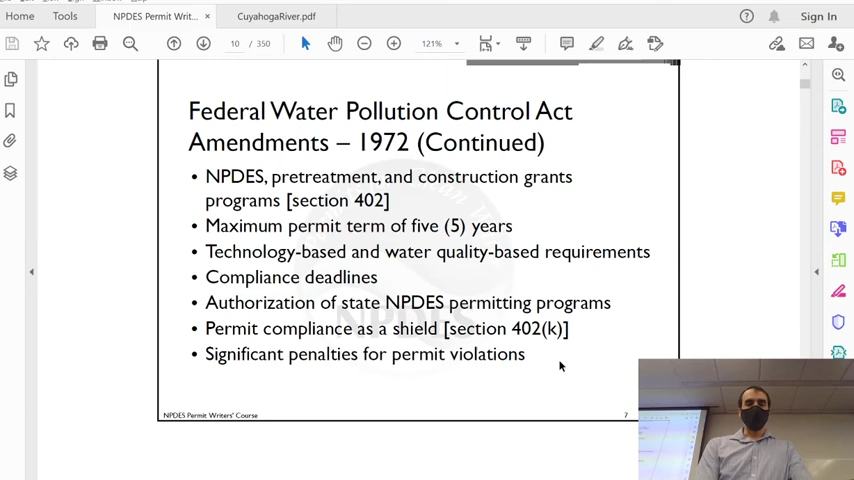 Home
Tools
NPDES Permit Writ... ×
CuyahogaRiver.pdf
Sign In
10 / 350
121%
Federal Water Pollution Control Act
Amendments – 1972 (Continued)
• NPDES, pretreatment, and construction grants
programs [section 402]
• Maximum permit term of five (5) years
• Technology-based and water quality-based requirements
• Compliance deadlines
• Authorization of state NPDES permitting programs
• Permit compliance as a shield [section 402(k)]
• Significant penalties for permit violations
NPDES Permit Writers' Course
7